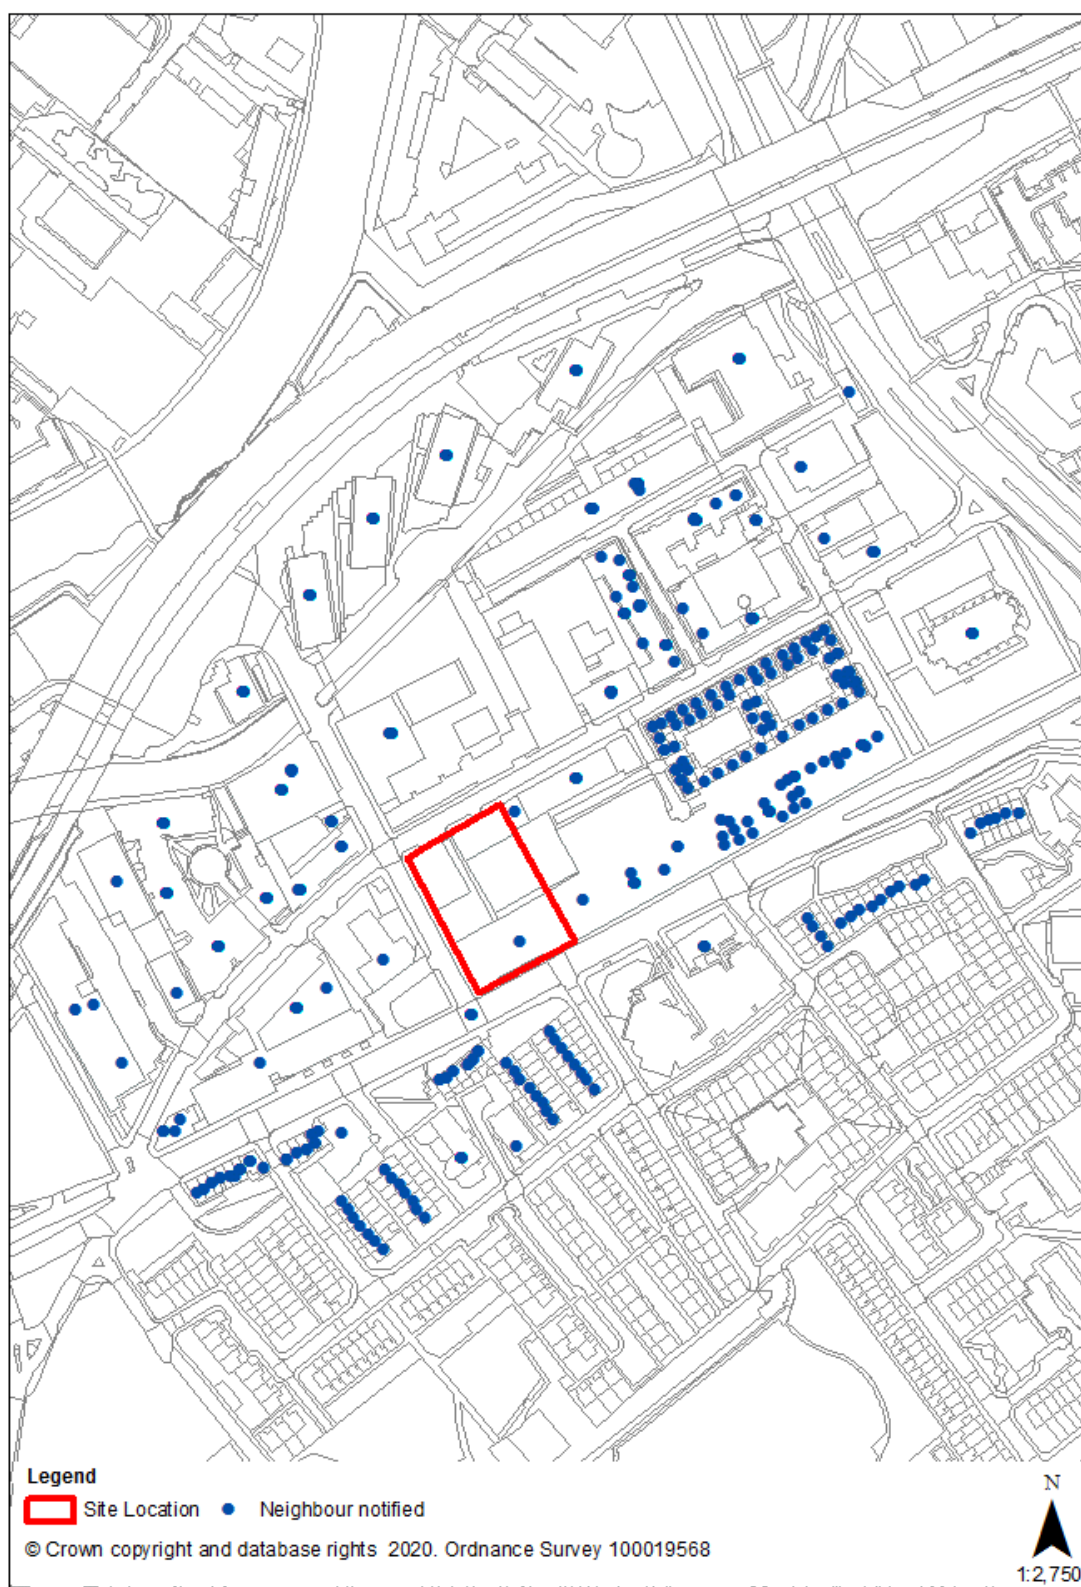 Legend
Site Location
Neighbour notified
© Crown copyright and database rights 2020. Ordnance Survey 100019568
N
1:2,750